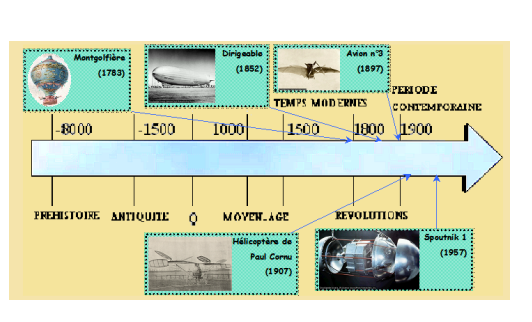 Montgolfière
(1783)
Dirigeable
(1852)
Avion n°3
(1897)
TEMPS MODERNES
PERIODE
CONTEMPORAINE
-8000 -1500 1000 1500 1800 1900
PREHISTOIRE ANTIQUITE 0 MOYEN-AGE REVOLUTIONS
Hélicoptère de
Paul Cornu
(1907)
Spoutnik 1
(1957)